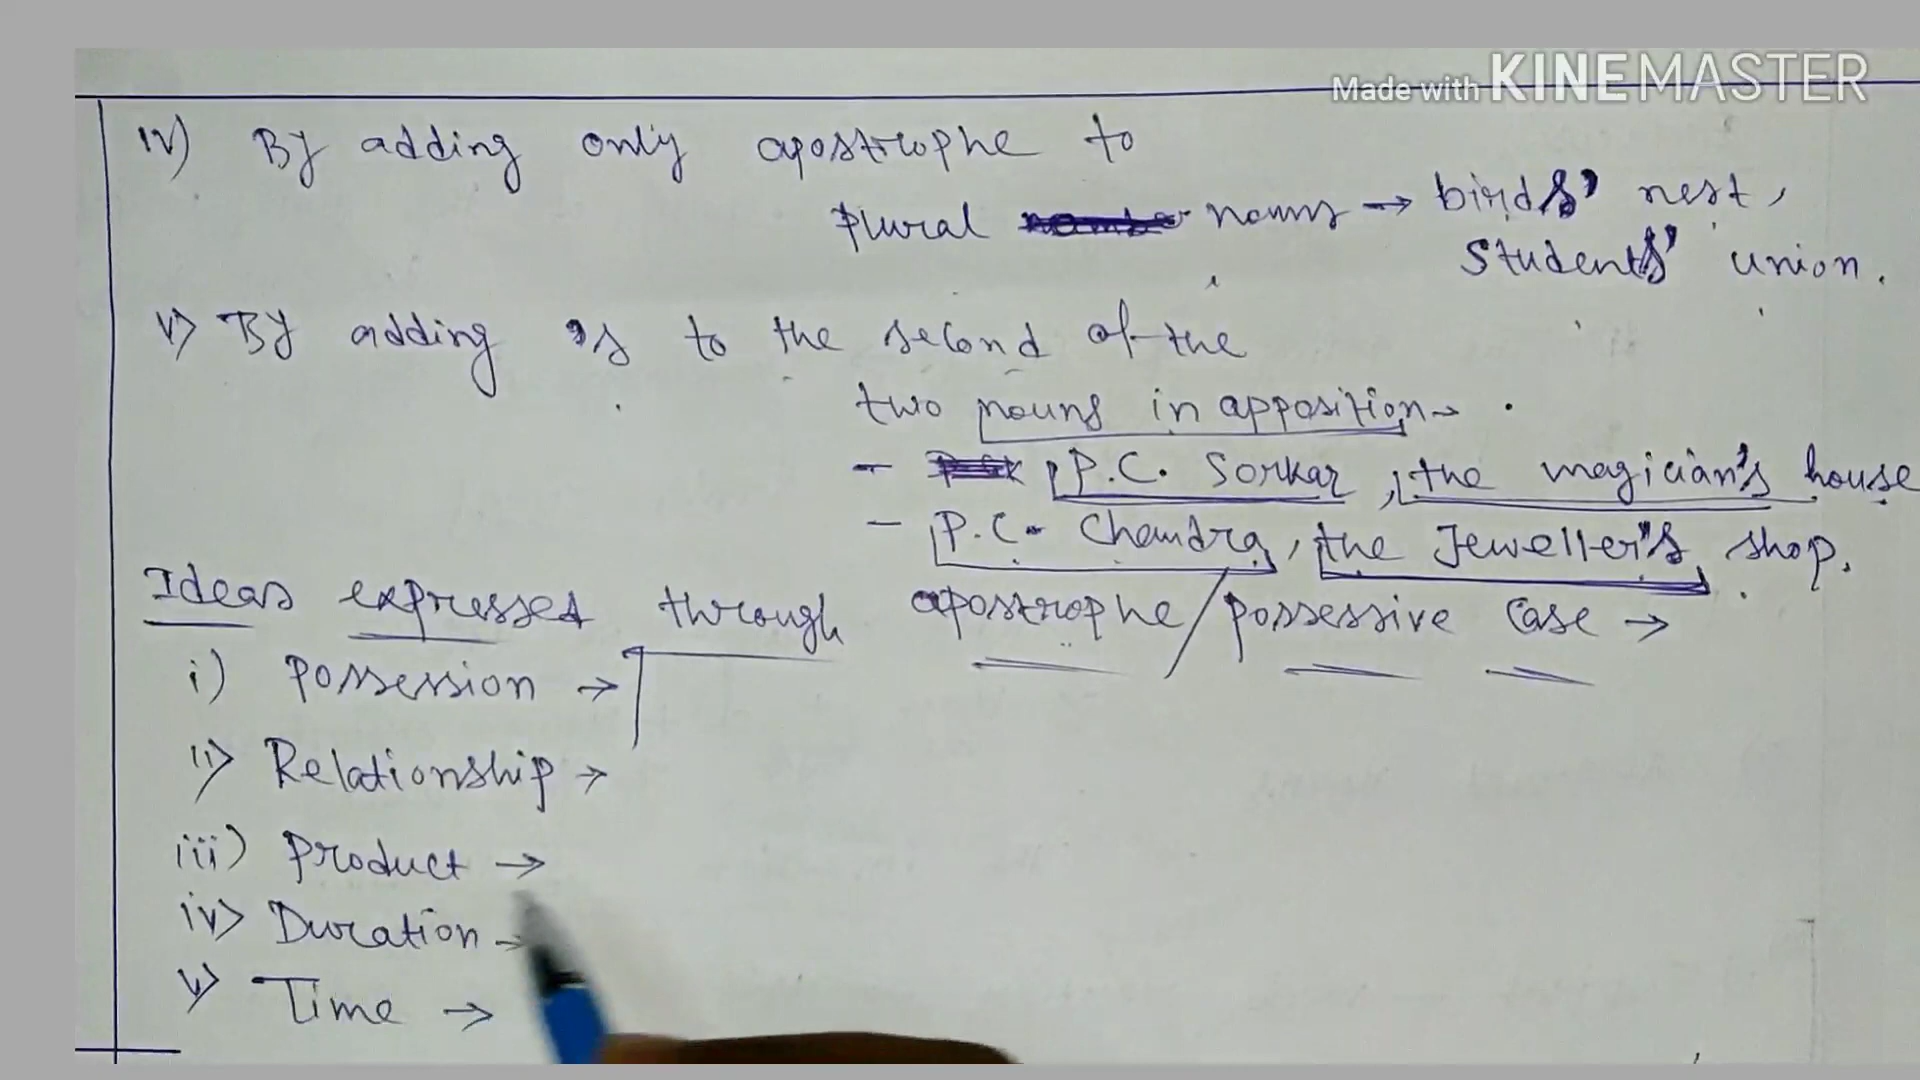 Made with KINEMASTER
IV) By adding only apostrophe to
plural nouns → birds' nest,
Students' union.
V) By adding 's to the second of the
two nouns in apposition →
- P.C. Sorkar, the magician's house
- P.C. Chandra, the Jeweller's shop.
Ideas expressed through apostrophe/possessive Case →
i) Possession →
ii) Relationship →
iii) Product →
iv) Duration →
v) Time →